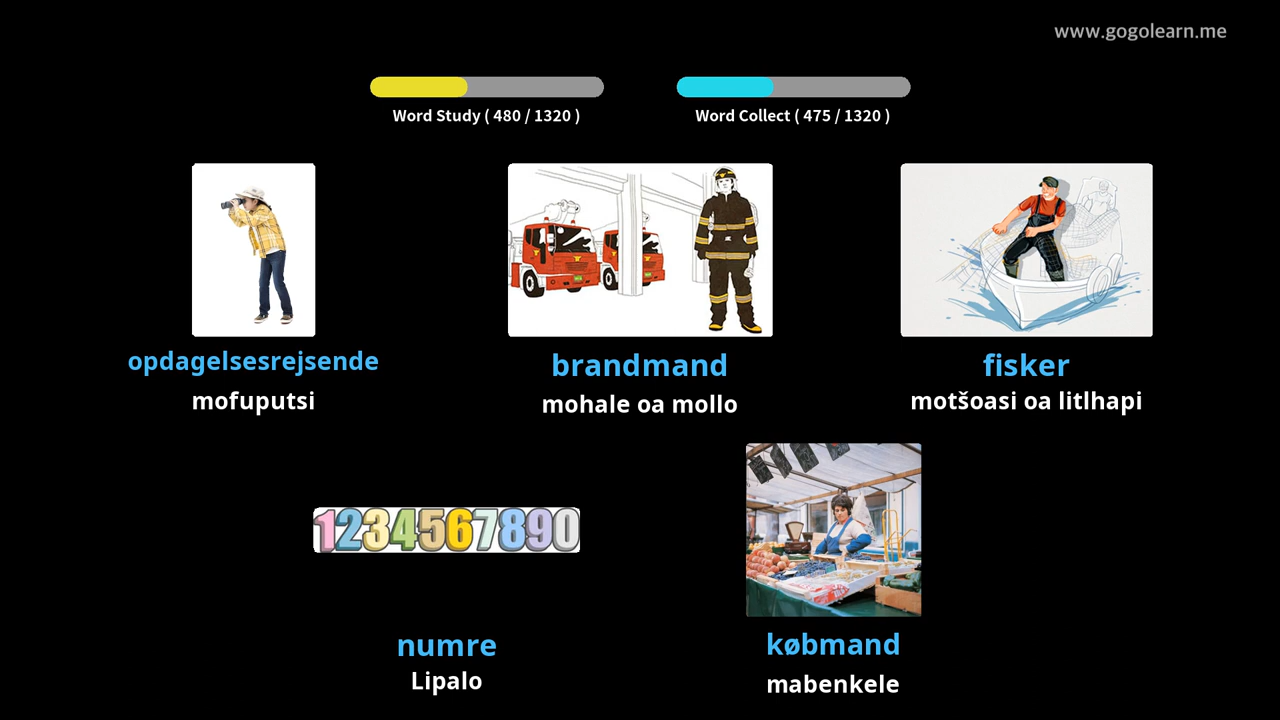 www.gogolearn.me
Word Study ( 480 / 1320 )
Word Collect ( 475 / 1320 )
opdagelsesrejsende
mofuputsi
brandmand
mohale oa mollo
fisker
motšoasi oa litlhapi
1234567890
numre
Lipalo
købmand
mabenkele